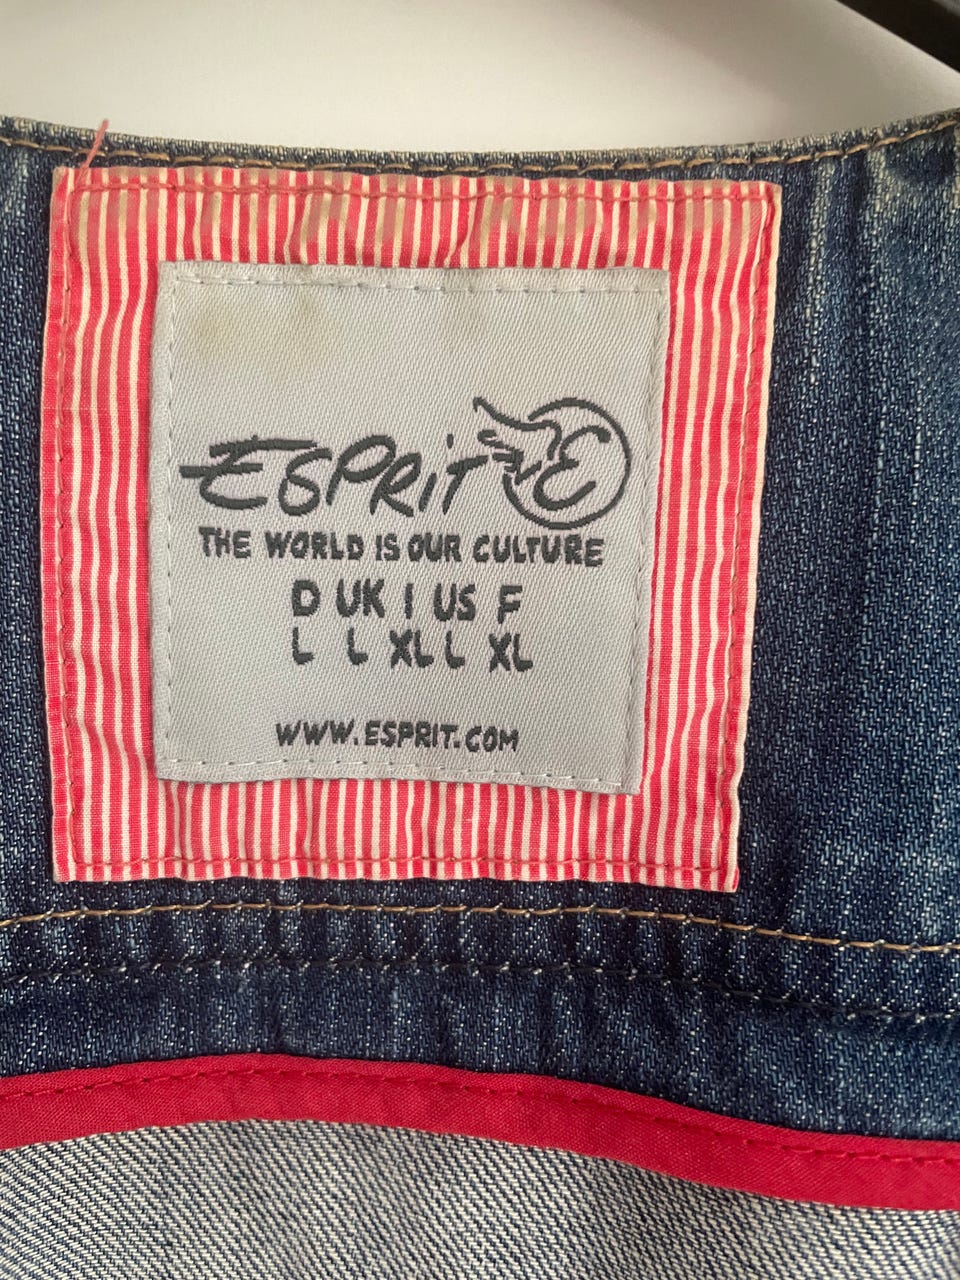 ESPRIT E
THE WORLD IS OUR CULTURE
D UK I US F
L L XL L XL
WWW.ESPRIT.COM